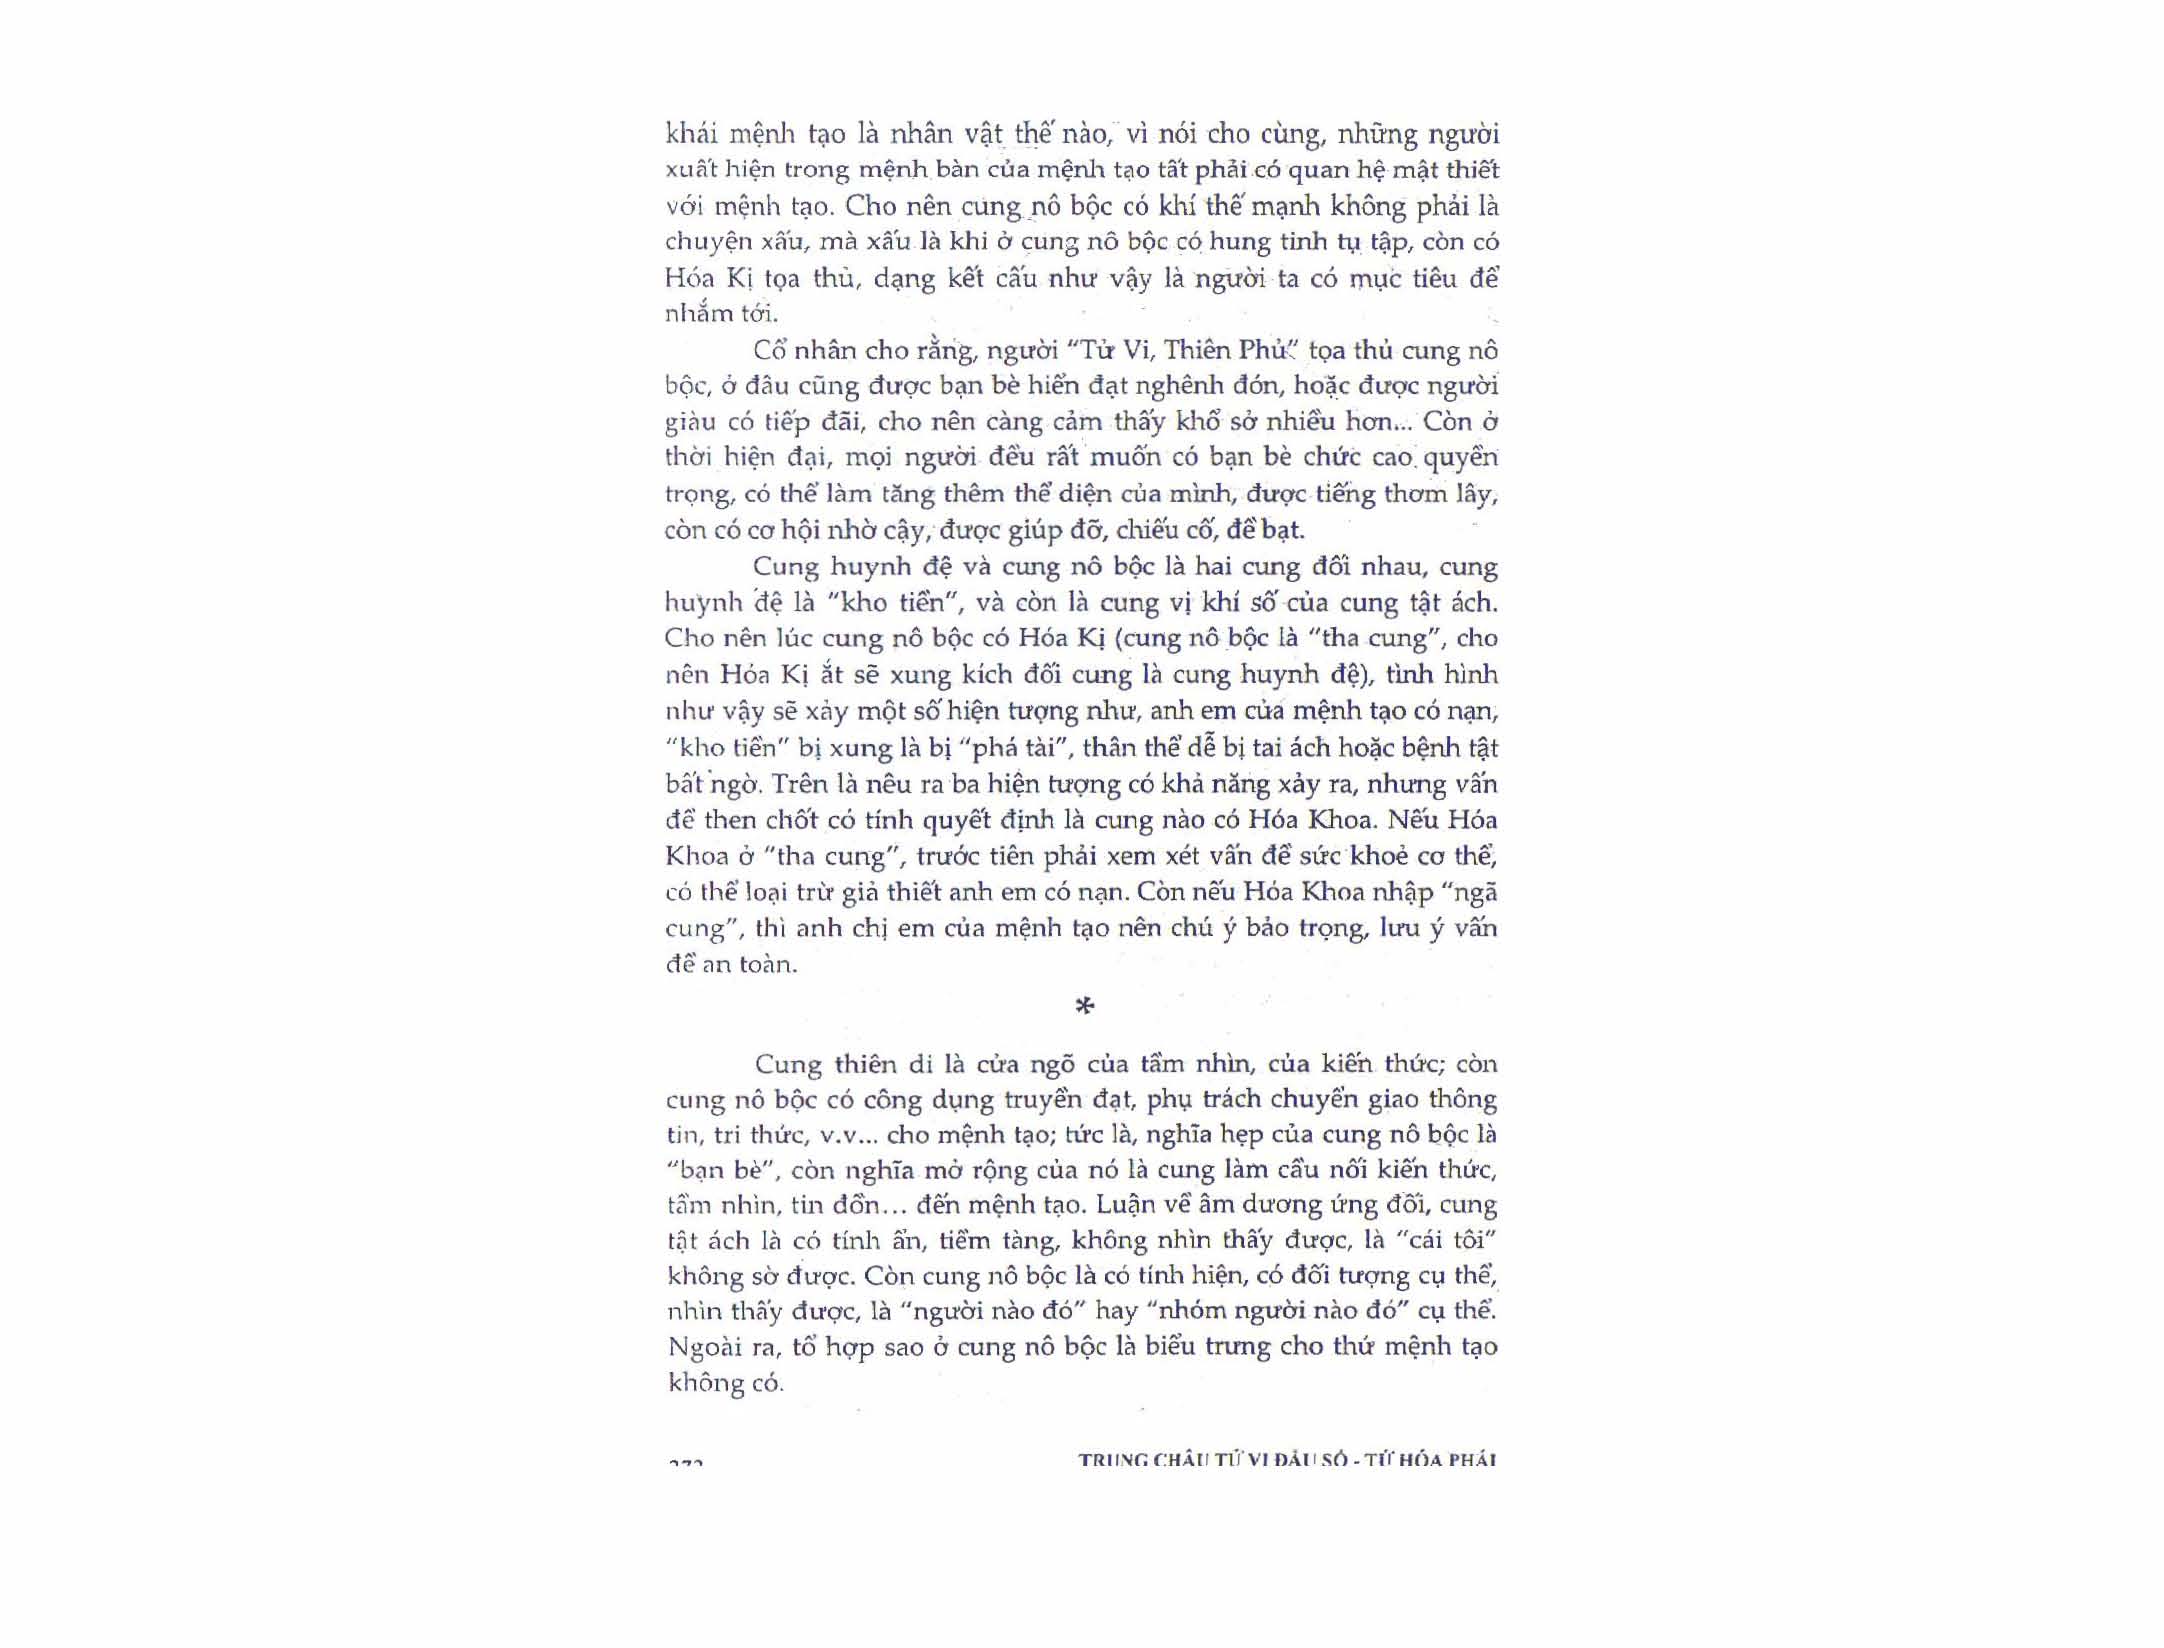 khái mệnh tạo là nhân vật thế nào, vì nói cho cùng, những người
xuất hiện trong mệnh bàn của mệnh tạo tất phải có quan hệ mật thiết
với mệnh tạo. Cho nên cung nô bộc có khí thế mạnh không phải là
chuyện xấu, mà xấu là khi ở cung nô bộc có hung tinh tụ tập, còn có
Hóa Kị tọa thủ, dạng kết cấu như vậy là người ta có mục tiêu để
nhắm tới.
Cổ nhân cho rằng, người "Tử Vi, Thiên Phủ" tọa thủ cung nô
bộc, ở đâu cũng được bạn bè hiển đạt nghênh đón, hoặc được người
giàu có tiếp đãi, cho nên càng cảm thấy khổ sở nhiều hơn... Còn ở
thời hiện đại, mọi người đều rất muốn có bạn bè chức cao quyền
trọng, có thể làm tăng thêm thể diện của mình, được tiếng thơm lây,
còn có cơ hội nhờ cậy, được giúp đỡ, chiếu cố, đề bạt.
Cung huynh đệ và cung nô bộc là hai cung đối nhau, cung
huynh đệ là "kho tiền", và còn là cung vị khí số của cung tật ách.
Cho nên lúc cung nô bộc có Hóa Kị (cung nô bộc là "tha cung", cho
nên Hóa Kị ắt sẽ xung kích đối cung là cung huynh đệ), tình hình
như vậy sẽ xảy một số hiện tượng như, anh em của mệnh tạo có nạn,
"kho tiền" bị xung là bị "phá tài", thân thể dễ bị tai ách hoặc bệnh tật
bất ngờ. Trên là nêu ra ba hiện tượng có khả năng xảy ra, nhưng vấn
đề then chốt có tính quyết định là cung nào có Hóa Khoa. Nếu Hóa
Khoa ở "tha cung", trước tiên phải xem xét vấn đề sức khoẻ cơ thể,
có thể loại trừ giả thiết anh em có nạn. Còn nếu Hóa Khoa nhập "ngã
cung", thì anh chị em của mệnh tạo nên chú ý bảo trọng, lưu ý vấn
đề an toàn.
*
Cung thiên di là cửa ngõ của tầm nhìn, của kiến thức; còn
cung nô bộc có công dụng truyền đạt, phụ trách chuyển giao thông
tin, tri thức, v.v... cho mệnh tạo; tức là, nghĩa hẹp của cung nô bộc là
"bạn bè", còn nghĩa mở rộng của nó là cung làm cầu nối kiến thức,
tầm nhìn, tin đồn... đến mệnh tạo. Luận về âm dương ứng đối, cung
tật ách là có tính ẩn, tiềm tàng, không nhìn thấy được, là "cái tôi"
không sờ được. Còn cung nô bộc là có tính hiện, có đối tượng cụ thể,
nhìn thấy được, là "người nào đó" hay "nhóm người nào đó" cụ thể.
Ngoài ra, tổ hợp sao ở cung nô bộc là biểu trưng cho thứ mệnh tạo
không có.
TRUNG CHÂU TỬ VI ĐẨU SỐ - TỨ HÓA PHÁI